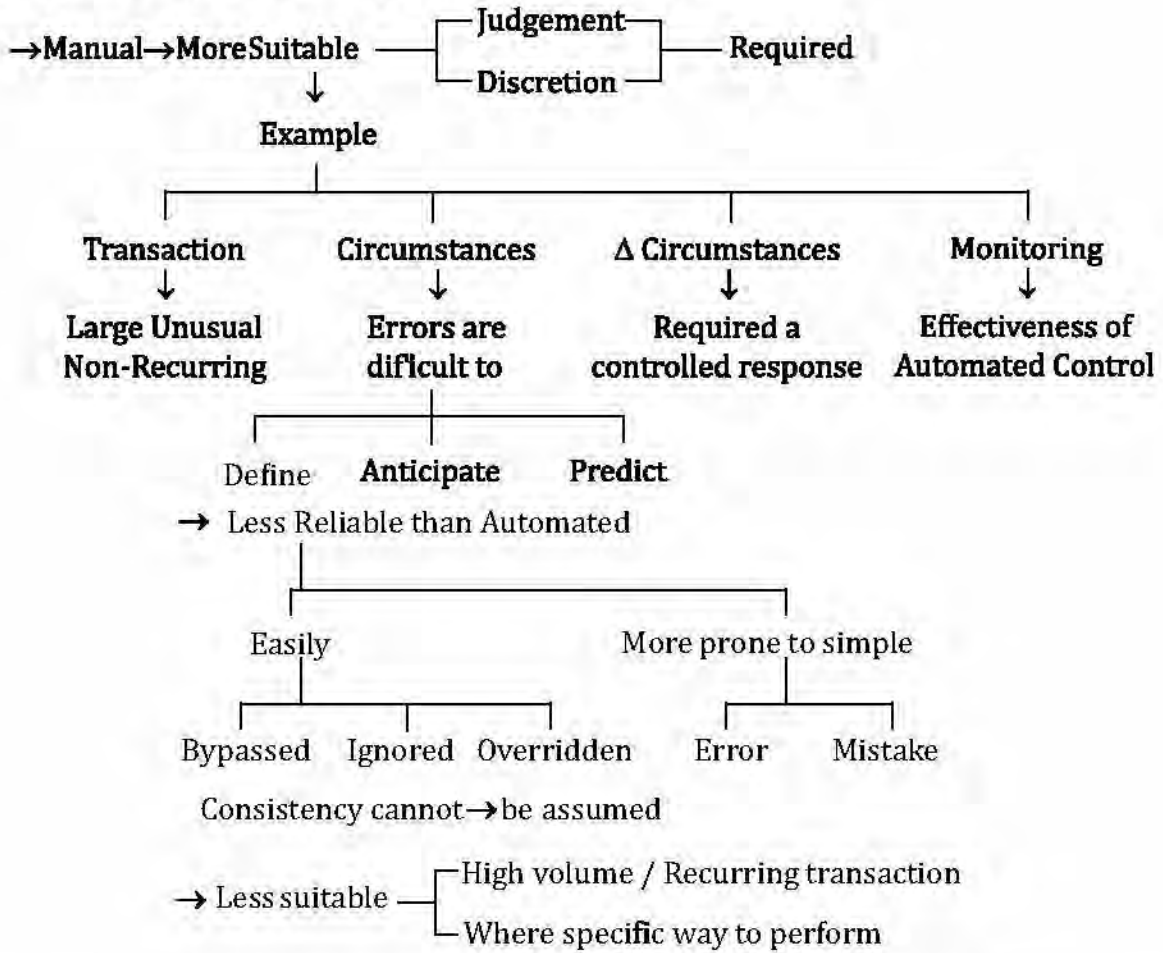 Judgement
→Manual→More Suitable Required
Discretion
Example
Transaction Circumstances Δ Circumstances Monitoring
Large Unusual Errors are Required a Effectiveness of
Non-Recurring dificult to controlled response Automated Control
Define Anticipate Predict
→ Less Reliable than Automated
Easily More prone to simple
Bypassed Ignored Overridden Error Mistake
Consistency cannot→be assumed
High volume / Recurring transaction
→ Less suitable
Where specific way to perform